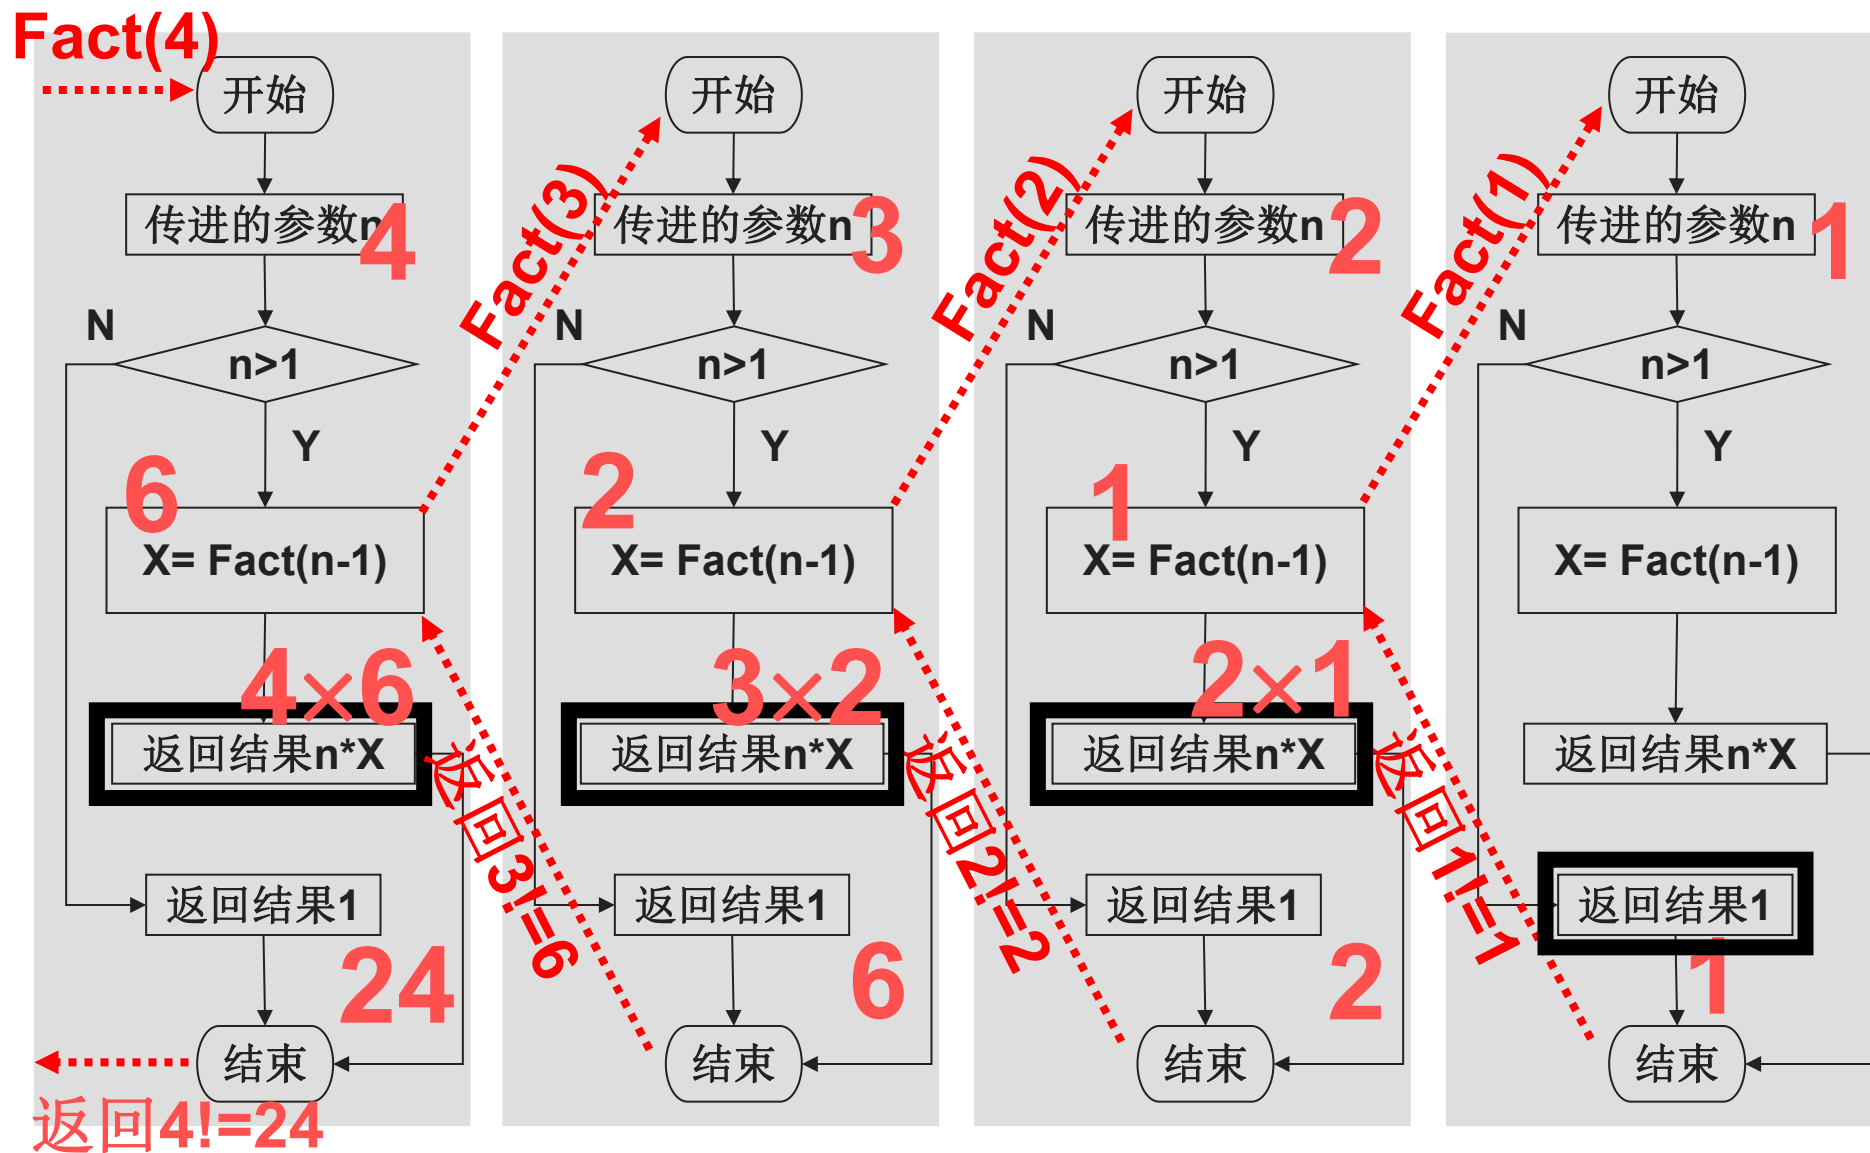 Fact(4)
开始
传进的参数n
4
N
n>1
Y
6
X= Fact(n-1)
4×6
返回结果n*X
返回结果1
24
结束
返回4!=24
Fact(3)
开始
传进的参数n
3
N
n>1
Y
2
X= Fact(n-1)
3×2
返回结果n*X
返回结果1
6
结束
返回3!=6
Fact(2)
开始
传进的参数n
2
N
n>1
Y
1
X= Fact(n-1)
2×1
返回结果n*X
返回结果1
2
结束
返回2!=2
Fact(1)
开始
传进的参数n
1
N
n>1
Y
X= Fact(n-1)
返回结果n*X
返回结果1
1
结束
返回1!=1